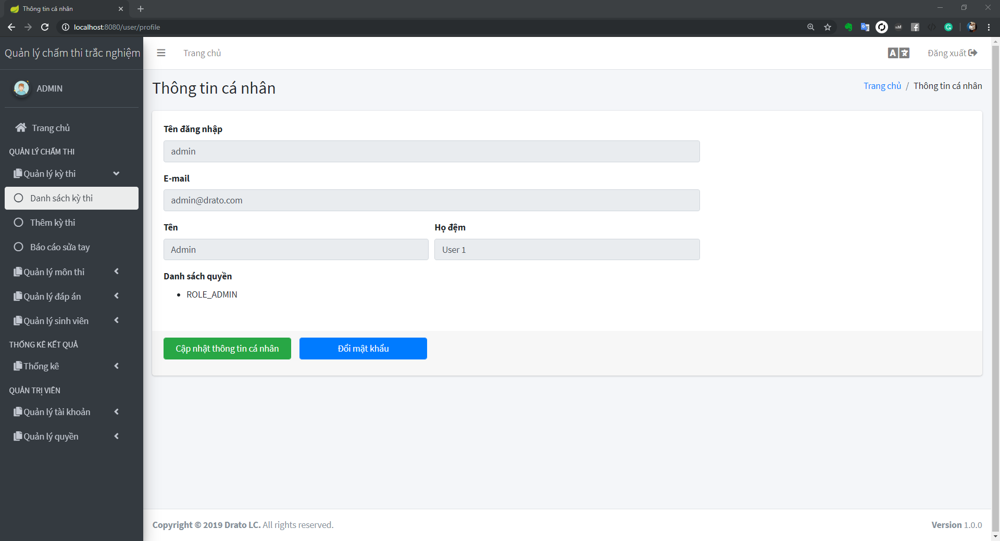 Thông tin cá nhân
localhost:8080/user/profile
Quản lý chấm thi trắc nghiệm
Trang chủ
Đăng xuất
ADMIN
Thông tin cá nhân
Trang chủ / Thông tin cá nhân
Trang chủ
QUẢN LÝ CHẤM THI
Quản lý kỳ thi
Danh sách kỳ thi
Thêm kỳ thi
Báo cáo sửa tay
Quản lý môn thi
Quản lý đáp án
Quản lý sinh viên
THỐNG KÊ KẾT QUẢ
Thống kê
QUẢN TRỊ VIÊN
Quản lý tài khoản
Quản lý quyền
Tên đăng nhập
admin
E-mail
admin@drato.com
Tên
Họ đệm
Admin
User 1
Danh sách quyền
ROLE_ADMIN
Cập nhật thông tin cá nhân
Đổi mật khẩu
Copyright © 2019 Drato LC. All rights reserved.
Version 1.0.0